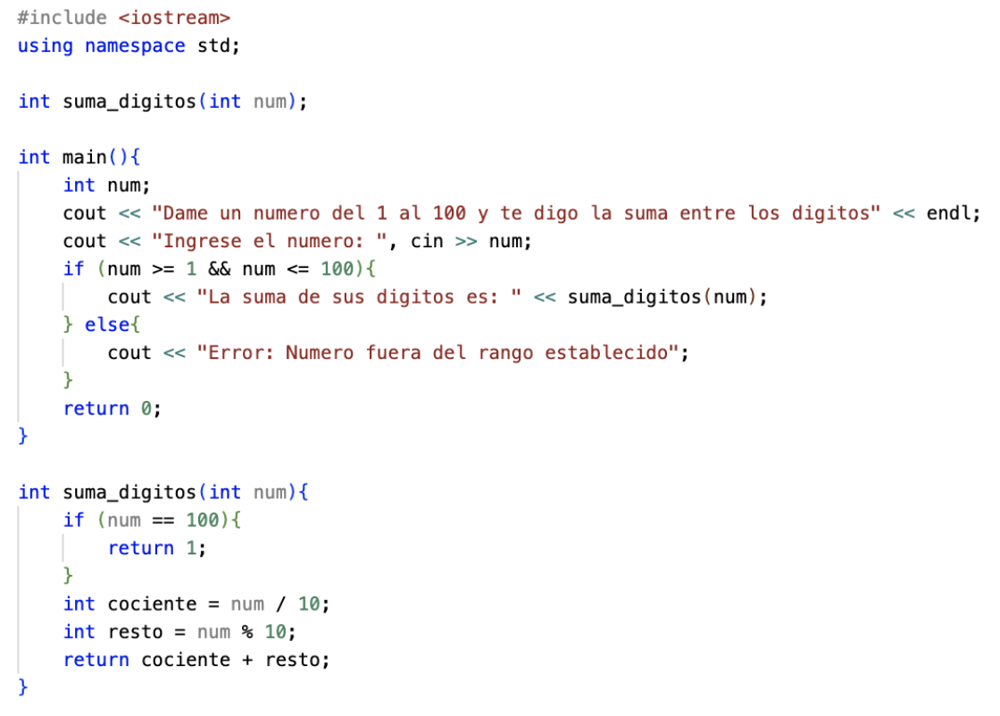 #include <iostream>
using namespace std;
int suma_digitos(int num);
int main(){
int num;
cout << "Dame un numero del 1 al 100 y te digo la suma entre los digitos" << endl;
cout << "Ingrese el numero: ", cin >> num;
if (num >= 1 && num <= 100){
cout << "La suma de sus digitos es: " << suma_digitos(num);
} else{
cout << "Error: Numero fuera del rango establecido";
}
return 0;
}
int suma_digitos(int num){
if (num == 100){
return 1;
}
int cociente = num / 10;
int resto = num % 10;
return cociente + resto;
}